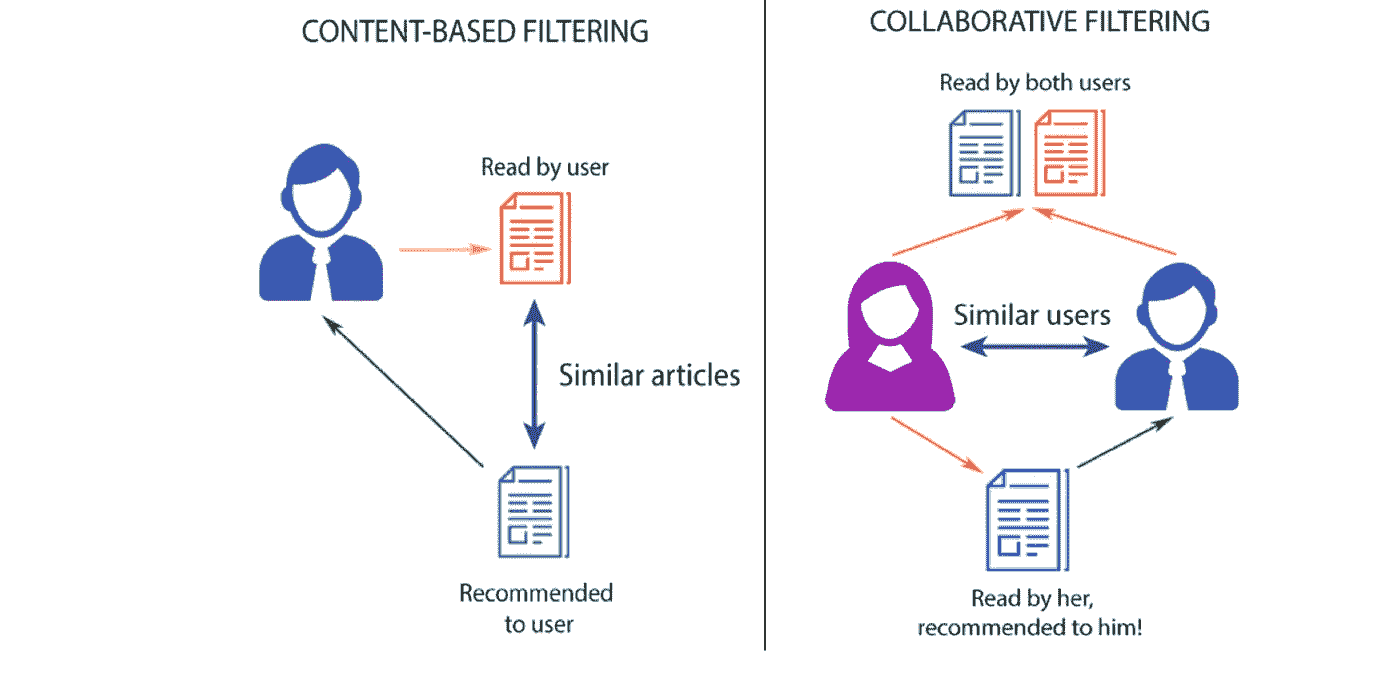 CONTENT-BASED FILTERING
Read by user
Similar articles
Recommended
to user
COLLABORATIVE FILTERING
Read by both users
Similar users
Read by her,
recommended to him!